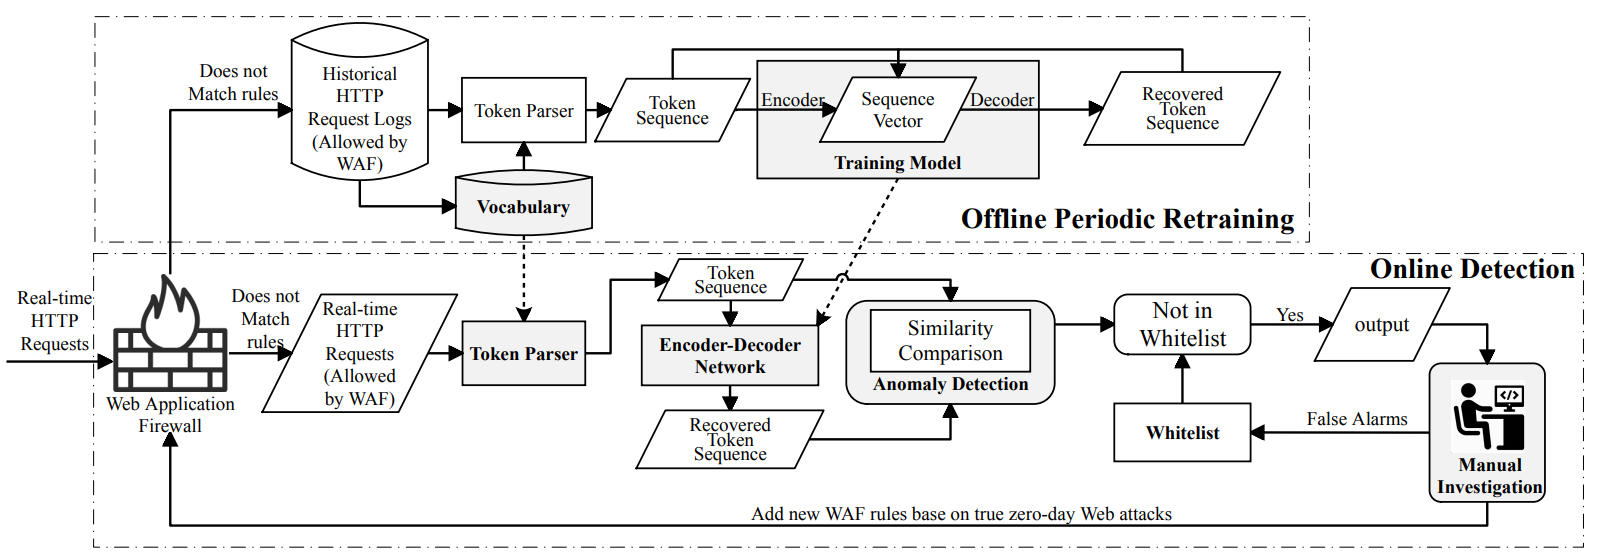 Does not
Match rules
Historical
HTTP
Request Logs
(Allowed by
WAF)
Token Parser
Vocabulary
Token
Sequence
Encoder
Sequence
Vector
Decoder
Training Model
Recovered
Token
Sequence
Offline Periodic Retraining
Online Detection
Real-time
HTTP
Requests
Web Application
Firewall
Does not
Match
rules
Real-time
HTTP
Requests
(Allowed
by WAF)
Token Parser
Token
Sequence
Encoder-Decoder
Network
Recovered
Token
Sequence
Similarity
Comparison
Anomaly Detection
Not in
Whitelist
Yes
output
Whitelist
False Alarms
</>
Manual
Investigation
Add new WAF rules base on true zero-day Web attacks